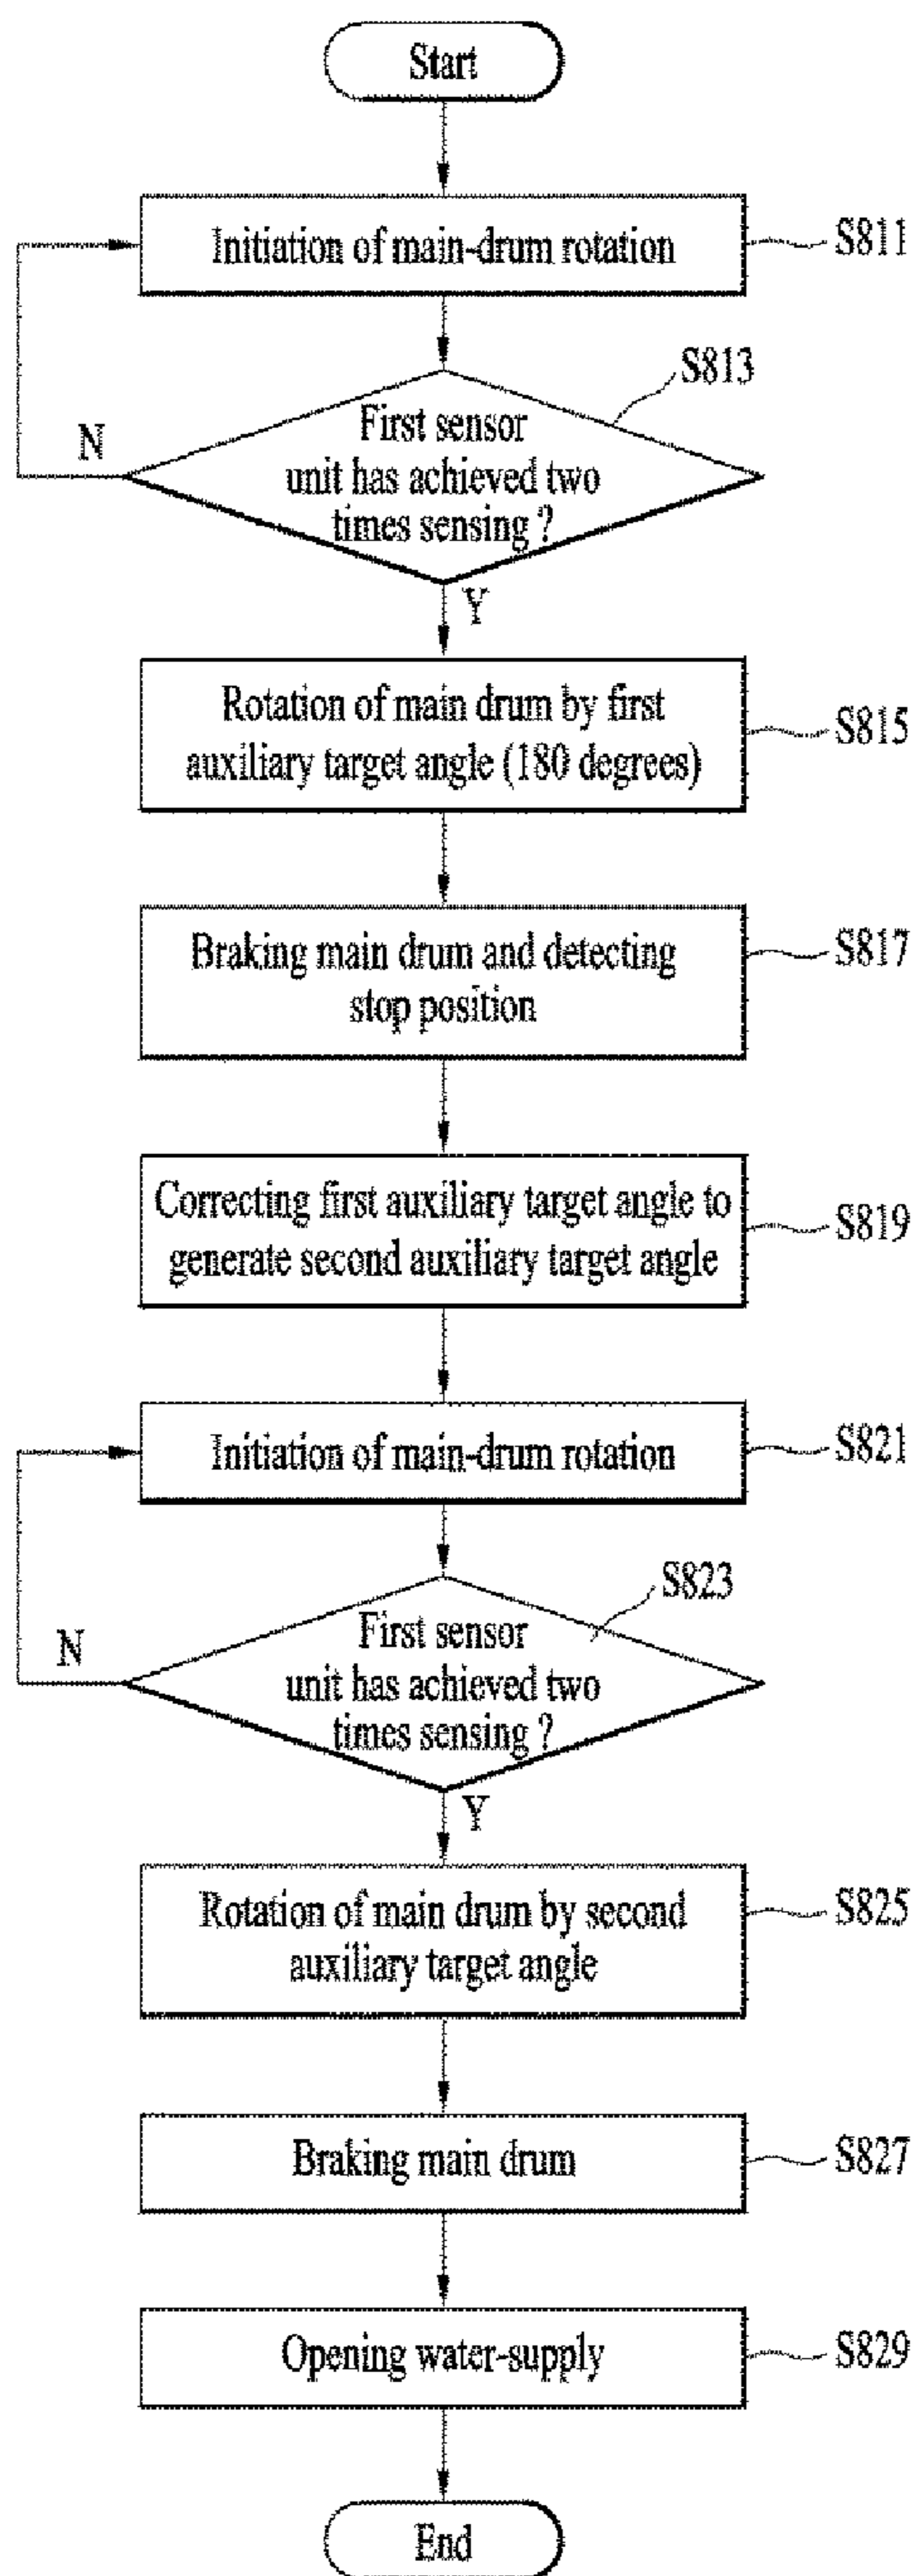 Start
Initiation of main-drum rotation
S811
S813
First sensor
unit has achieved two
times sensing ?
N
Y
Rotation of main drum by first
auxiliary target angle (180 degrees)
S815
Braking main drum and detecting
stop position
S817
Correcting first auxiliary target angle to
generate second auxiliary target angle
S819
Initiation of main-drum rotation
S821
S823
First sensor
unit has achieved two
times sensing ?
N
Y
Rotation of main drum by second
auxiliary target angle
S825
Braking main drum
S827
Opening water-supply
S829
End